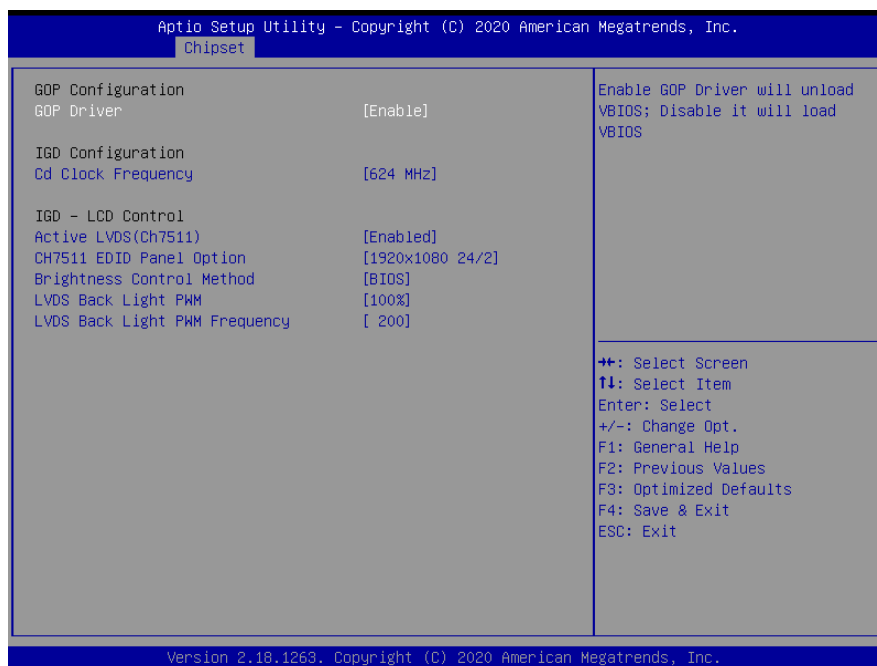 Aptio Setup Utility – Copyright (C) 2020 American Megatrends, Inc.
Chipset
GOP Configuration
GOP Driver [Enable]
IGD Configuration
Cd Clock Frequency [624 MHz]
IGD – LCD Control
Active LVDS(Ch7511) [Enabled]
CH7511 EDID Panel Option [1920x1080 24/2]
Brightness Control Method [BIOS]
LVDS Back Light PWM [100%]
LVDS Back Light PWM Frequency [ 200]
Enable GOP Driver will unload
VBIOS; Disable it will load
VBIOS
→←: Select Screen
↑↓: Select Item
Enter: Select
+/-: Change Opt.
F1: General Help
F2: Previous Values
F3: Optimized Defaults
F4: Save & Exit
ESC: Exit
Version 2.18.1263. Copyright (C) 2020 American Megatrends, Inc.